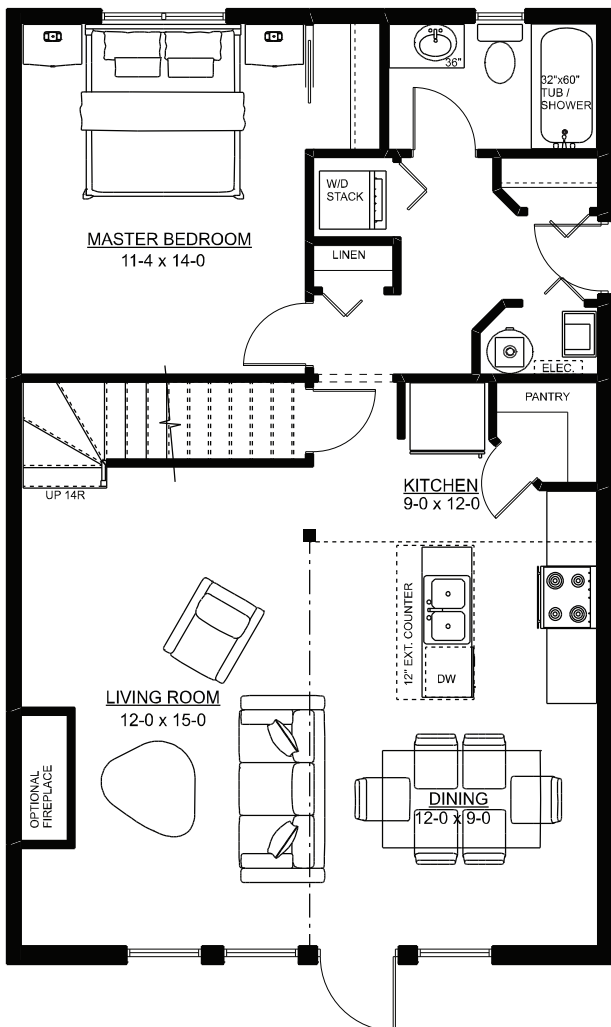 36"
32"x60"
TUB /
SHOWER
W/D
STACK
MASTER BEDROOM
11-4 x 14-0
LINEN
ELEC.
PANTRY
UP 14R
KITCHEN
9-0 x 12-0
12" EXT. COUNTER
DW
LIVING ROOM
12-0 x 15-0
OPTIONAL
FIREPLACE
DINING
12-0 x 9-0